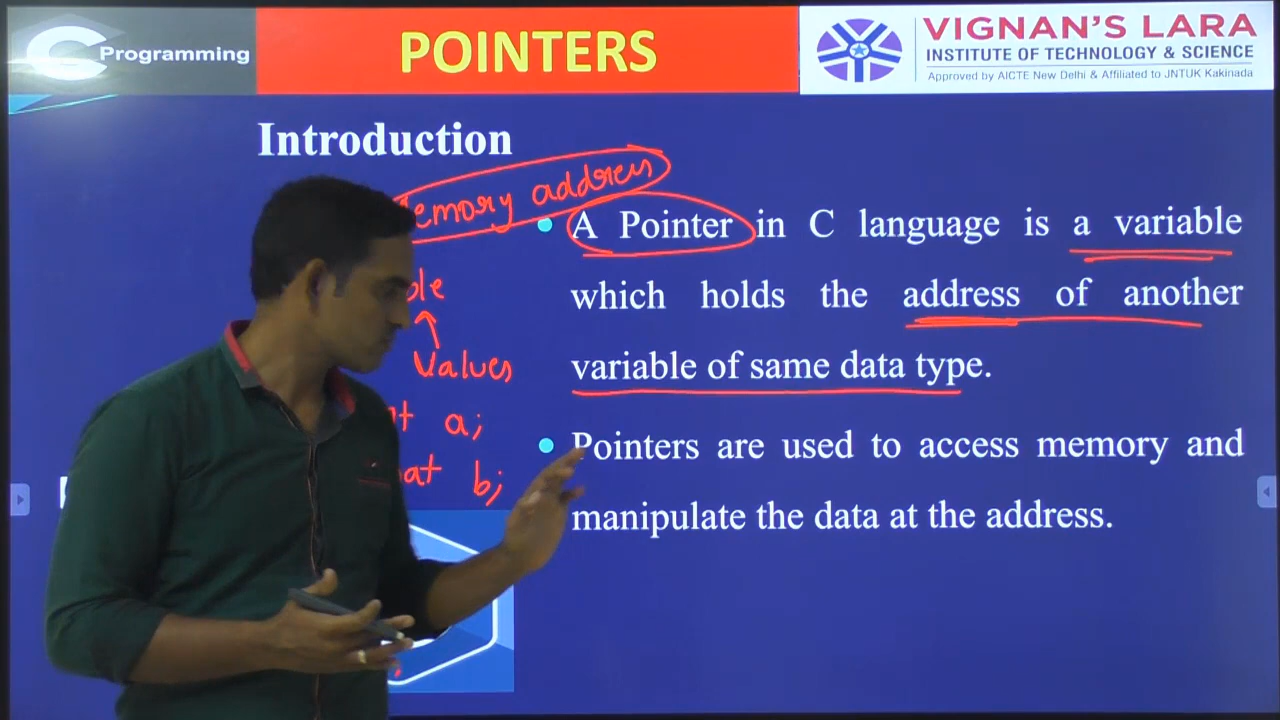 Programming
POINTERS
VIGNAN'S LARA
INSTITUTE OF TECHNOLOGY & SCIENCE
Approved by AICTE New Delhi & Affiliated to JNTUK Kakinada
Introduction
address
• A Pointer in C language is a variable
which holds the address of another
variable of same data type.
values
a;
b;
• Pointers are used to access memory and
manipulate the data at the address.